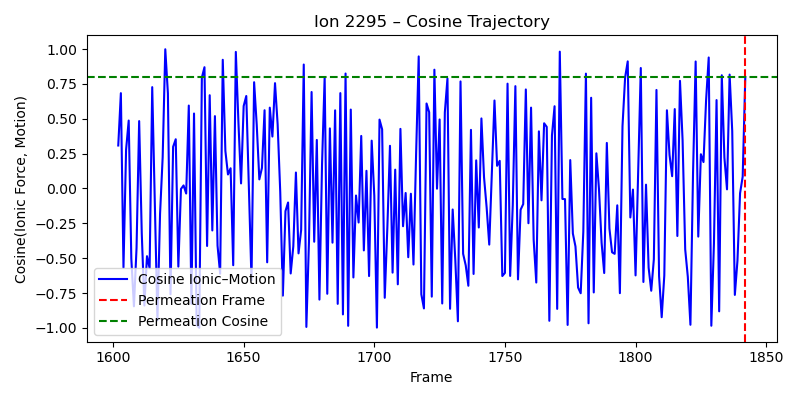 Ion 2295 – Cosine Trajectory
Cosine(Ionic Force, Motion)
1.00
0.75
0.50
0.25
0.00
−0.25
−0.50
−0.75
−1.00
Cosine Ionic–Motion
Permeation Frame
Permeation Cosine
1600
1650
1700
1750
1800
1850
Frame